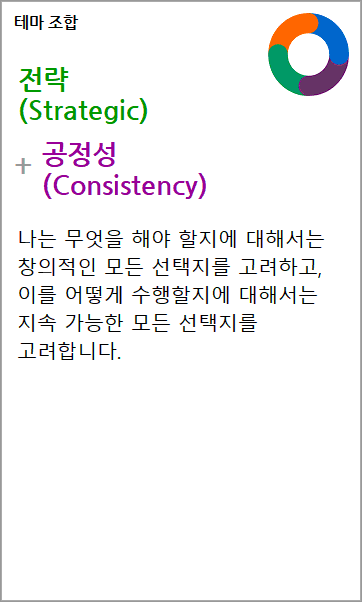 테마 조합
전략
(Strategic)
+ 공정성
(Consistency)
나는 무엇을 해야 할지에 대해서는
창의적인 모든 선택지를 고려하고,
이를 어떻게 수행할지에 대해서는
지속 가능한 모든 선택지를
고려합니다.